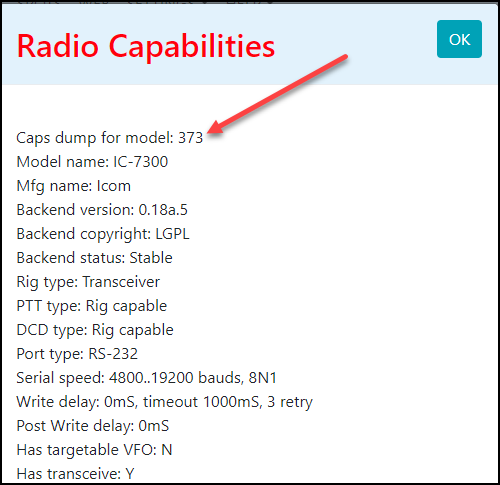 Radio Capabilities
OK
Caps dump for model: 373
Model name: IC-7300
Mfg name: Icom
Backend version: 0.18a.5
Backend copyright: LGPL
Backend status: Stable
Rig type: Transceiver
PTT type: Rig capable
DCD type: Rig capable
Port type: RS-232
Serial speed: 4800..19200 bauds, 8N1
Write delay: 0mS, timeout 1000mS, 3 retry
Post Write delay: 0mS
Has targetable VFO: N
Has transceive: Y